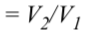 = V₂/V₁